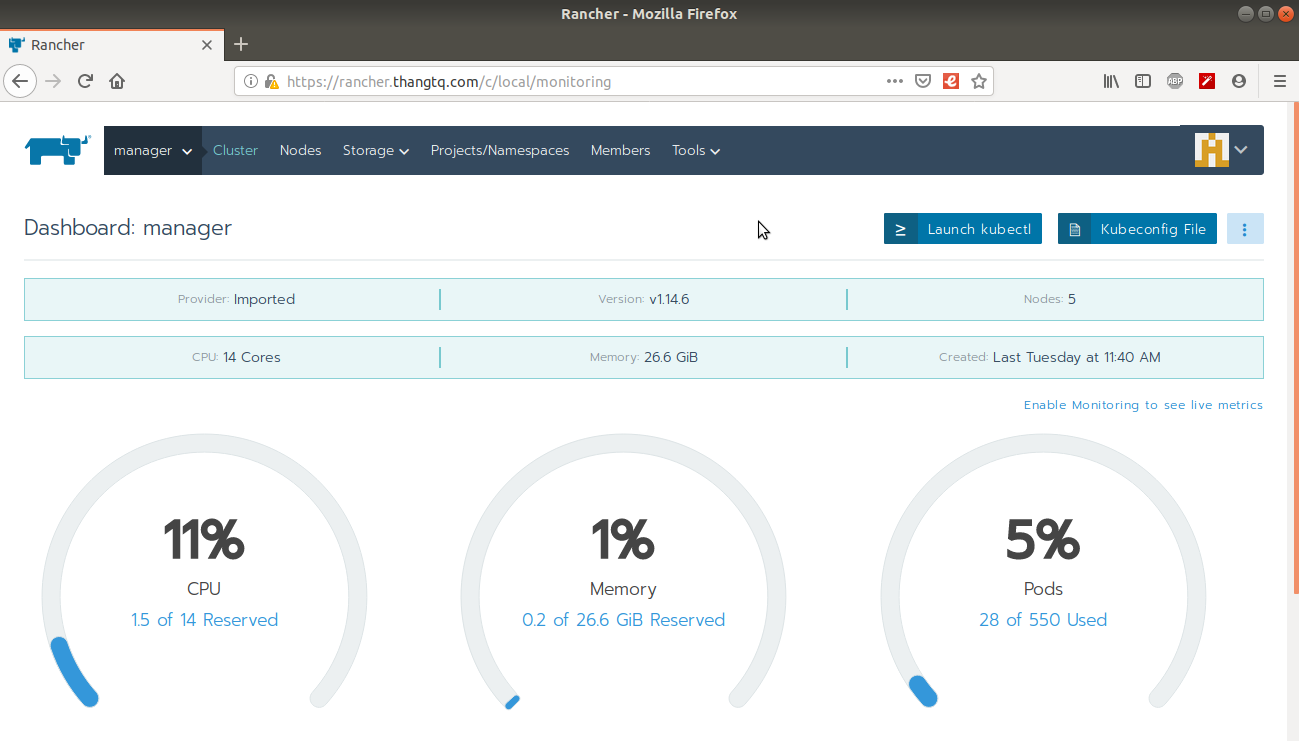 Rancher - Mozilla Firefox
Rancher
https://rancher.thangtq.com/c/local/monitoring
ABP
manager Cluster Nodes Storage Projects/Namespaces Members Tools
Dashboard: manager
Launch kubectl
Kubeconfig File
Provider: Imported
Version: v1.14.6
Nodes: 5
CPU: 14 Cores
Memory: 26.6 GiB
Created: Last Tuesday at 11:40 AM
Enable Monitoring to see live metrics
11%
CPU
1.5 of 14 Reserved
1%
Memory
0.2 of 26.6 GiB Reserved
5%
Pods
28 of 550 Used